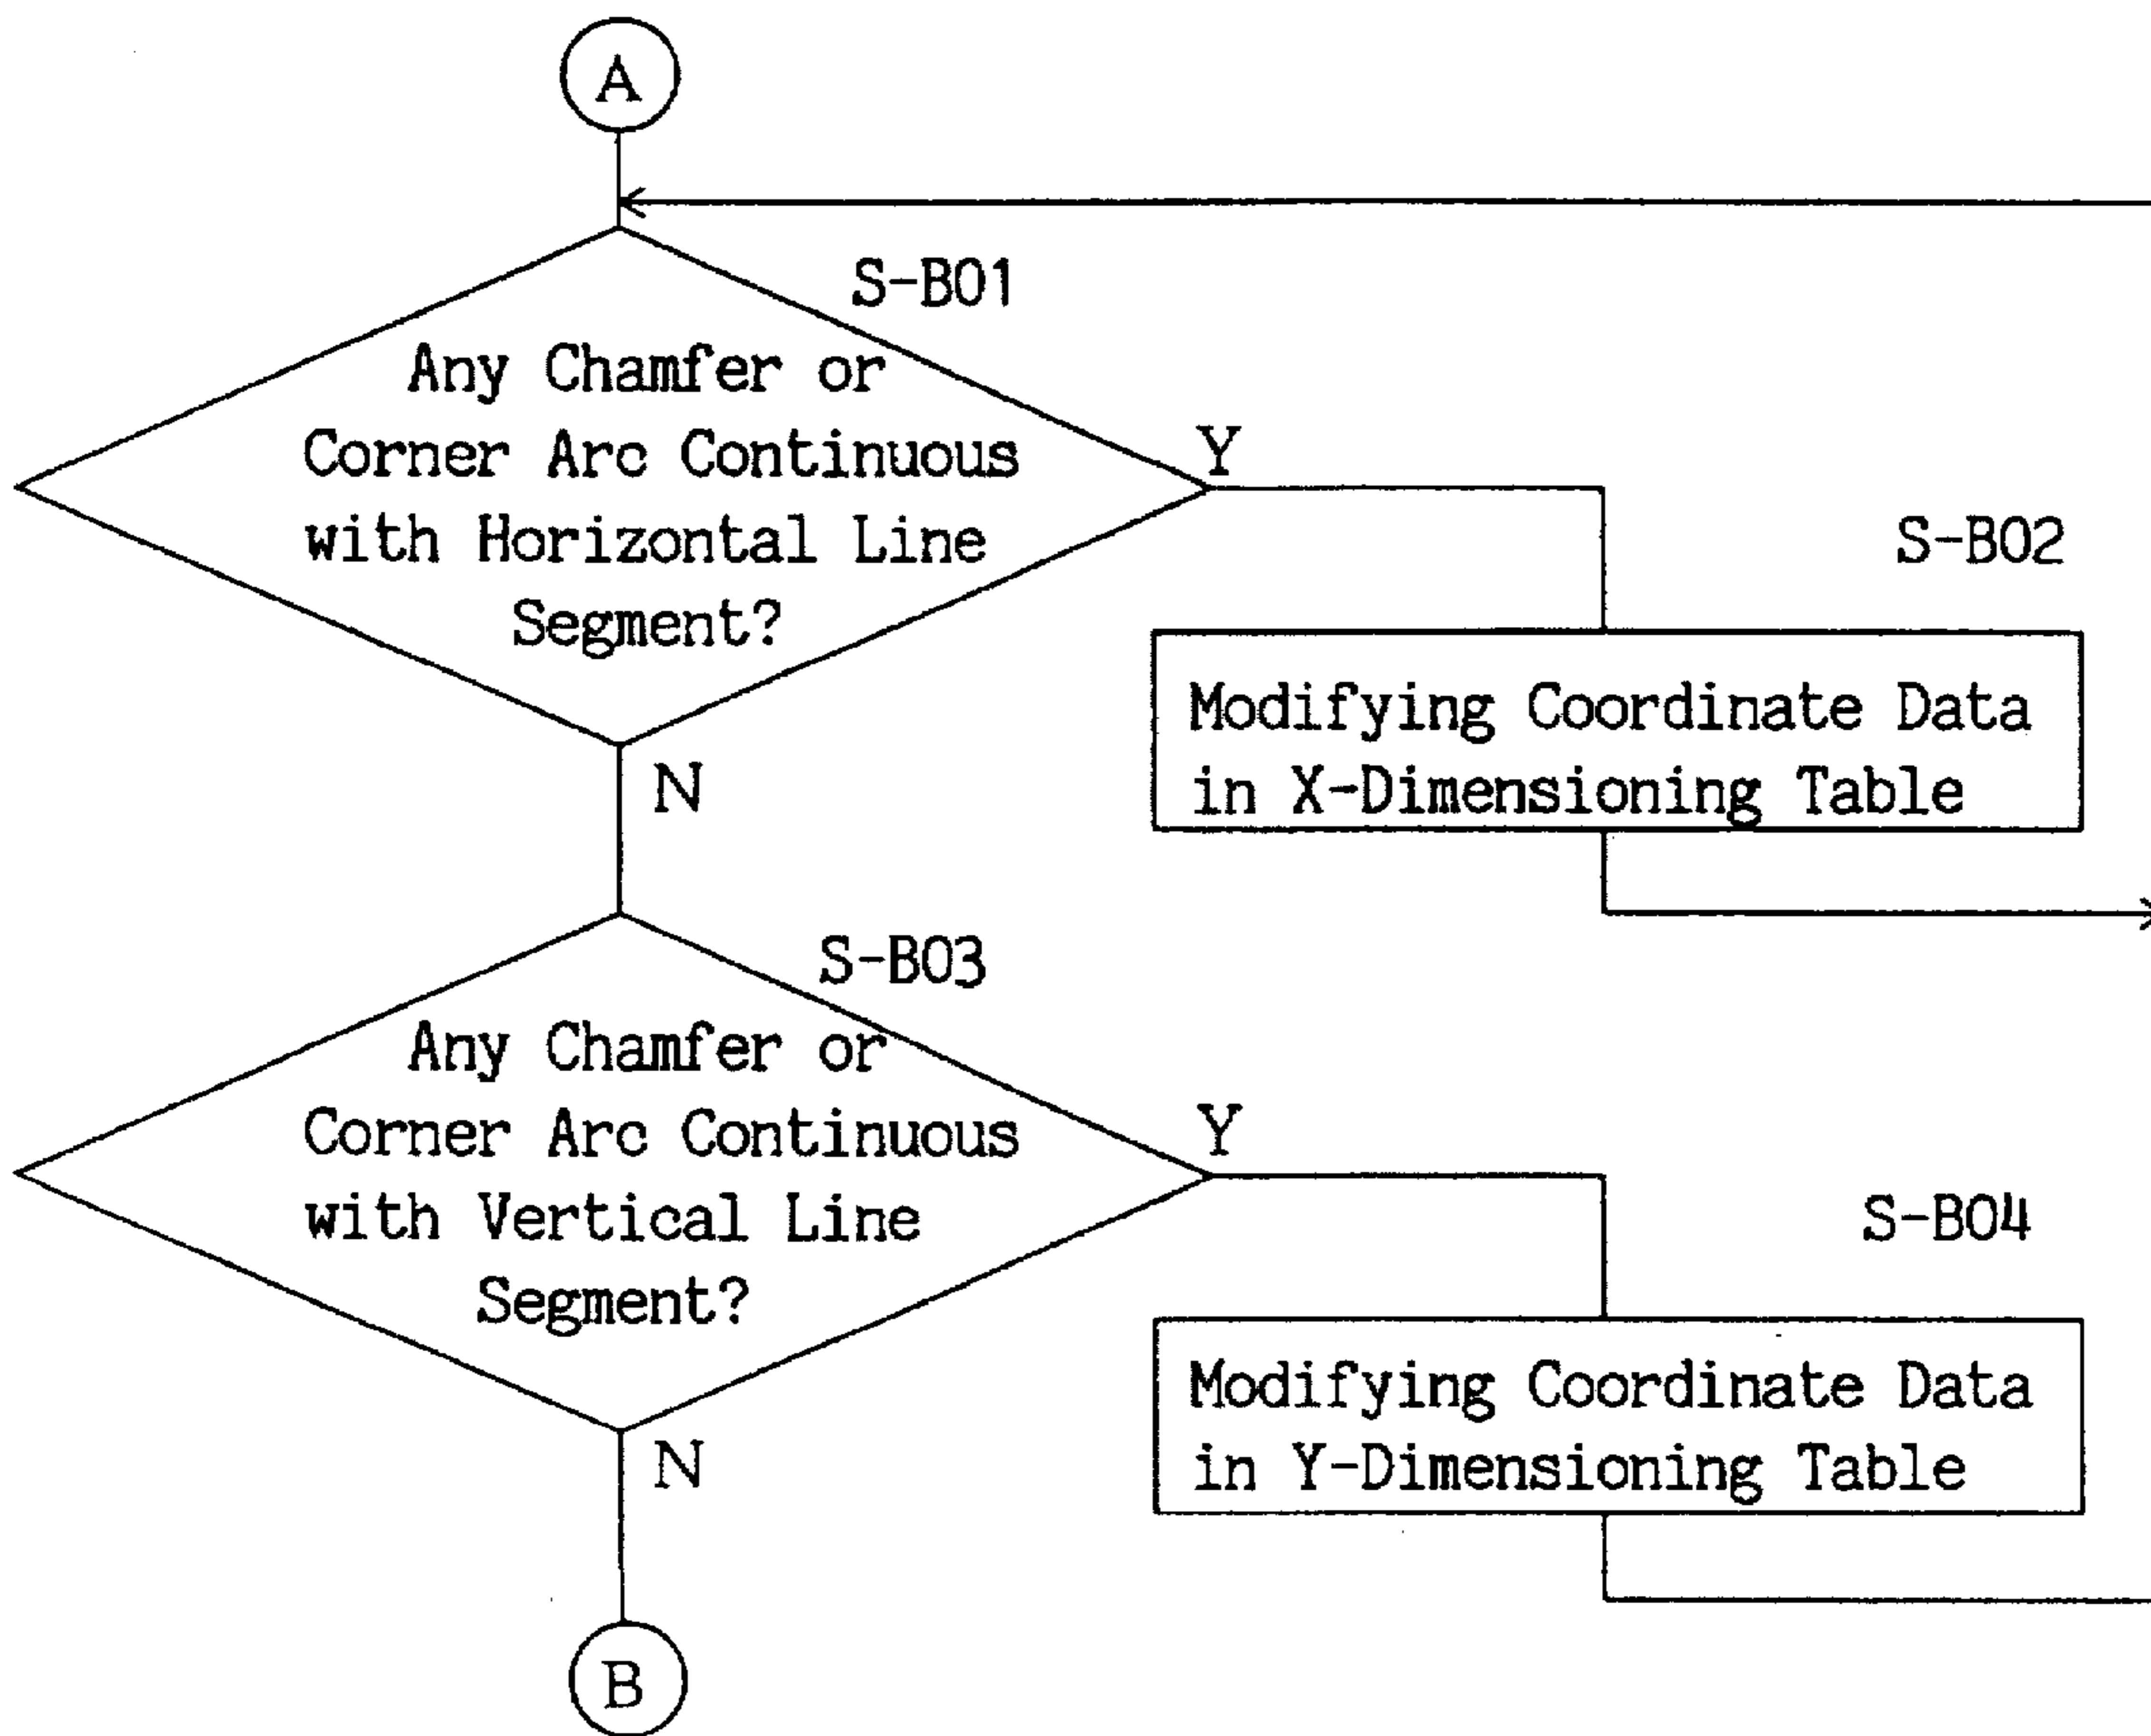 A
S-B01
Any Chamfer or
Corner Arc Continuous
with Horizontal Line
Segment?
Y
S-B02
Modifying Coordinate Data
in X-Dimensioning Table
N
S-B03
Any Chamfer or
Corner Arc Continuous
with Vertical Line
Segment?
Y
S-B04
Modifying Coordinate Data
in Y-Dimensioning Table
N
B